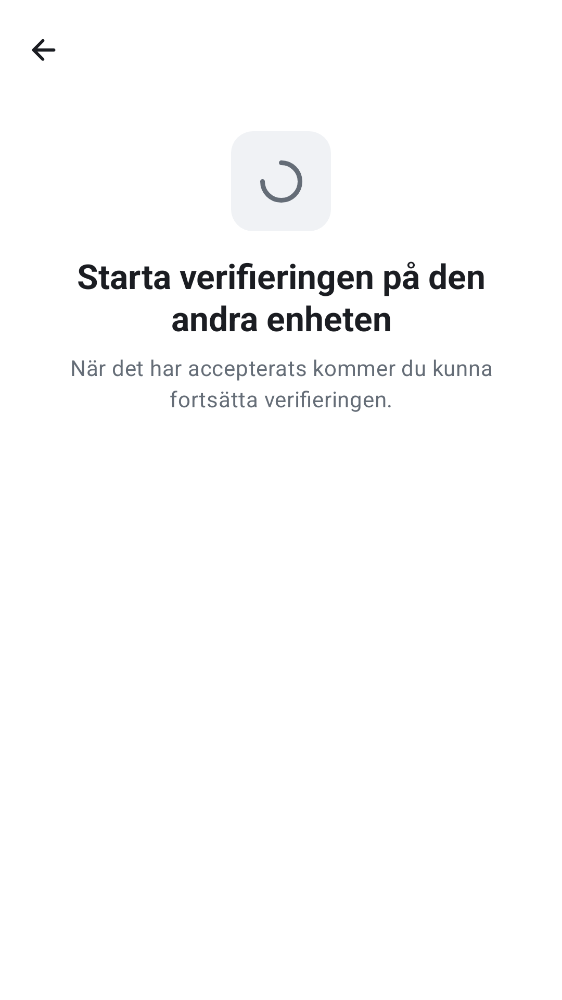 Starta verifieringen på den
andra enheten
När det har accepterats kommer du kunna
fortsätta verifieringen.